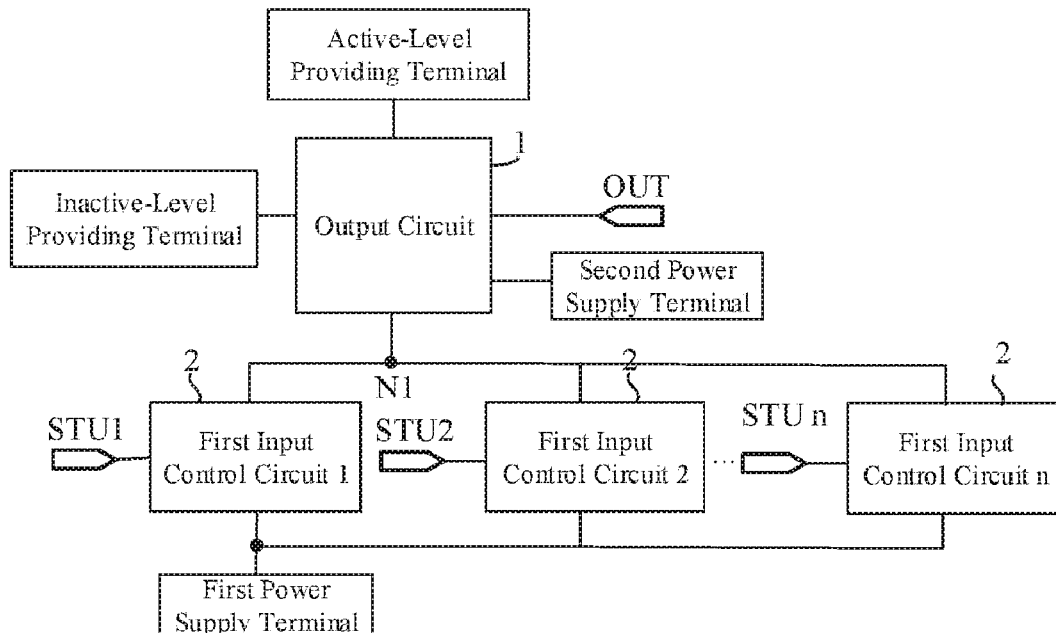 Active-Level
Providing Terminal
1
OUT
Inactive-Level
Providing Terminal
Output Circuit
Second Power
Supply Terminal
2
N1
2
2
STU1
First Input
Control Circuit 1
STU2
First Input
Control Circuit 2
...
STU n
First Input
Control Circuit n
First Power
Supply Terminal